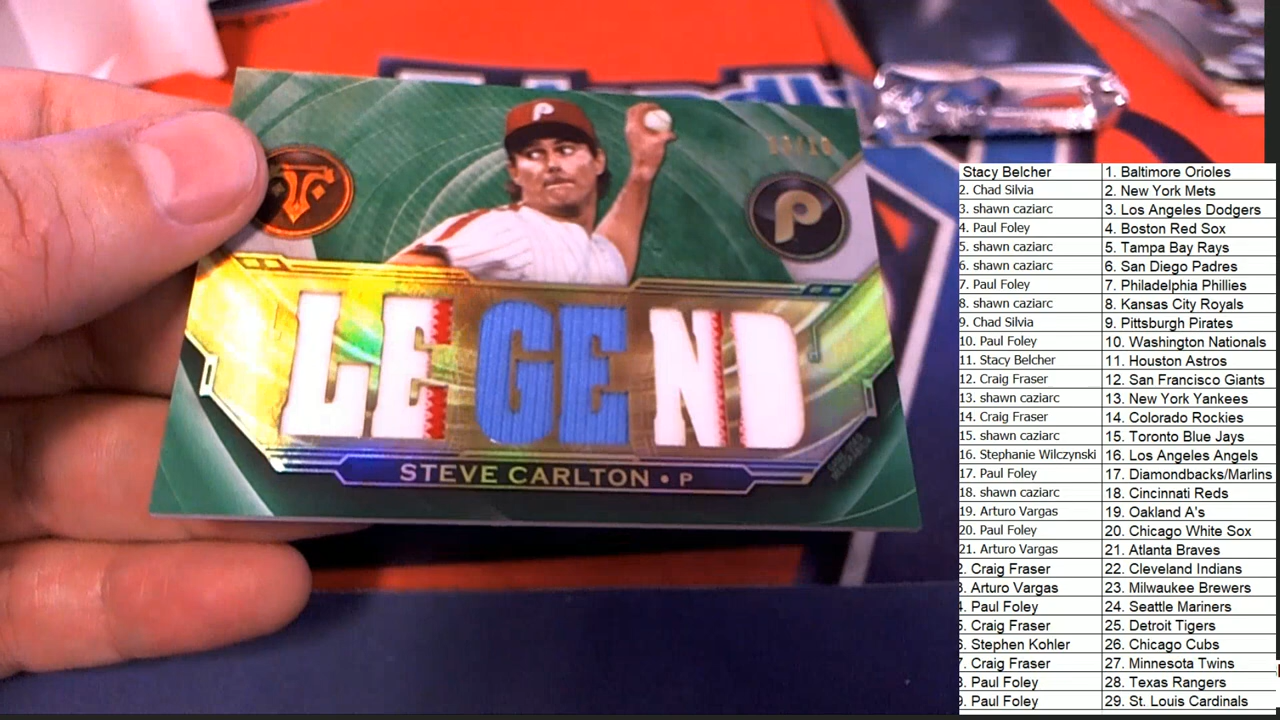 P
P
LEGEND
STEVE CARLTON • P
Stacy Belcher 1. Baltimore Orioles
2. Chad Silvia 2. New York Mets
3. shawn caziarc 3. Los Angeles Dodgers
4. Paul Foley 4. Boston Red Sox
5. shawn caziarc 5. Tampa Bay Rays
6. shawn caziarc 6. San Diego Padres
7. Paul Foley 7. Philadelphia Phillies
8. shawn caziarc 8. Kansas City Royals
9. Chad Silvia 9. Pittsburgh Pirates
10. Paul Foley 10. Washington Nationals
11. Stacy Belcher 11. Houston Astros
12. Craig Fraser 12. San Francisco Giants
13. shawn caziarc 13. New York Yankees
14. Craig Fraser 14. Colorado Rockies
15. shawn caziarc 15. Toronto Blue Jays
16. Stephanie Wilczynski 16. Los Angeles Angels
17. Paul Foley 17. Diamondbacks/Marlins
18. shawn caziarc 18. Cincinnati Reds
19. Arturo Vargas 19. Oakland A's
20. Paul Foley 20. Chicago White Sox
21. Arturo Vargas 21. Atlanta Braves
2. Craig Fraser 22. Cleveland Indians
3. Arturo Vargas 23. Milwaukee Brewers
4. Paul Foley 24. Seattle Mariners
5. Craig Fraser 25. Detroit Tigers
6. Stephen Kohler 26. Chicago Cubs
7. Craig Fraser 27. Minnesota Twins
8. Paul Foley 28. Texas Rangers
9. Paul Foley 29. St. Louis Cardinals